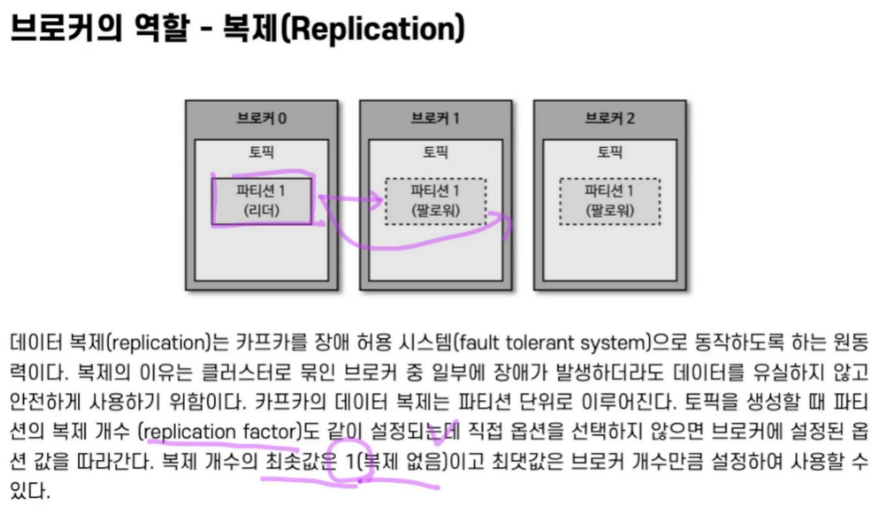 브로커의 역할 - 복제(Replication)
브로커 0
토픽
파티션 1
(리더)
브로커 1
토픽
파티션 1
(팔로워)
브로커 2
토픽
파티션 1
(팔로워)
데이터 복제(replication)는 카프카를 장애 허용 시스템(fault tolerant system)으로 동작하도록 하는 원동
력이다. 복제의 이유는 클러스터로 묶인 브로커 중 일부에 장애가 발생하더라도 데이터를 유실하지 않고
안전하게 사용하기 위함이다. 카프카의 데이터 복제는 파티션 단위로 이루어진다. 토픽을 생성할 때 파티
션의 복제 개수 (replication factor)도 같이 설정되는데 직접 옵션을 선택하지 않으면 브로커에 설정된 옵
션 값을 따라간다. 복제 개수의 최솟값은 1(복제 없음)이고 최댓값은 브로커 개수만큼 설정하여 사용할 수
있다.